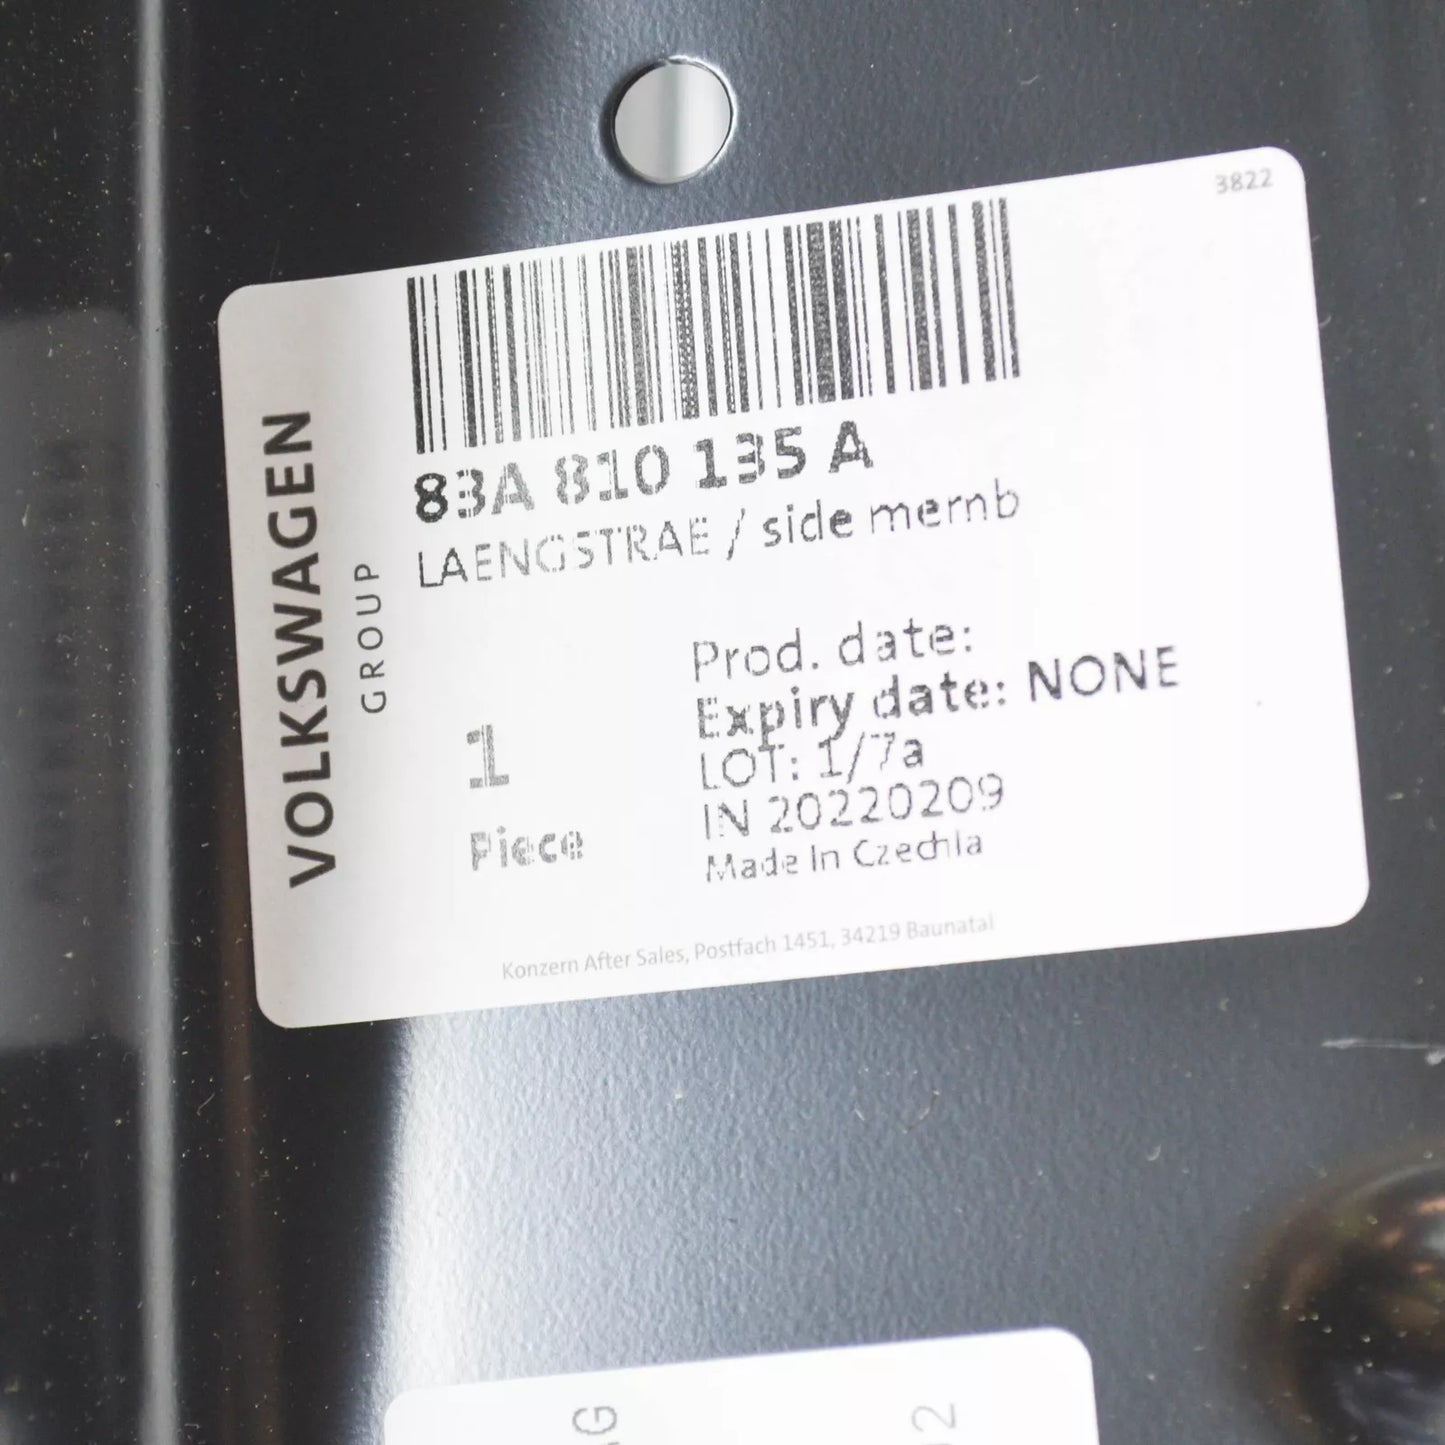 3822
VOLKSWAGEN
GROUP
83A 810 135 A
LAENGSTRAE / side memb
1
Piece
Prod. date:
Expiry date: NONE
LOT: 1/7a
IN 20220209
Made In Czechia
Konzern After Sales, Postfach 1451, 34219 Baunatal